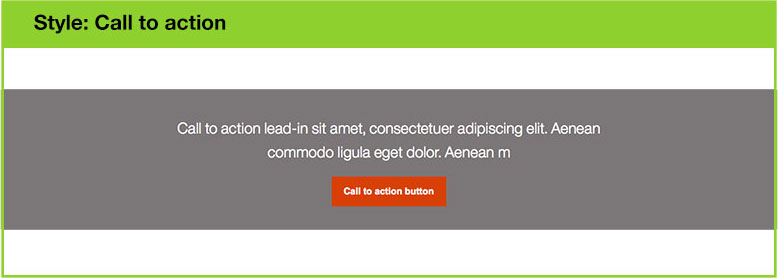 Style: Call to action
Call to action lead-in sit amet, consectetuer adipiscing elit. Aenean
commodo ligula eget dolor. Aenean m
Call to action button